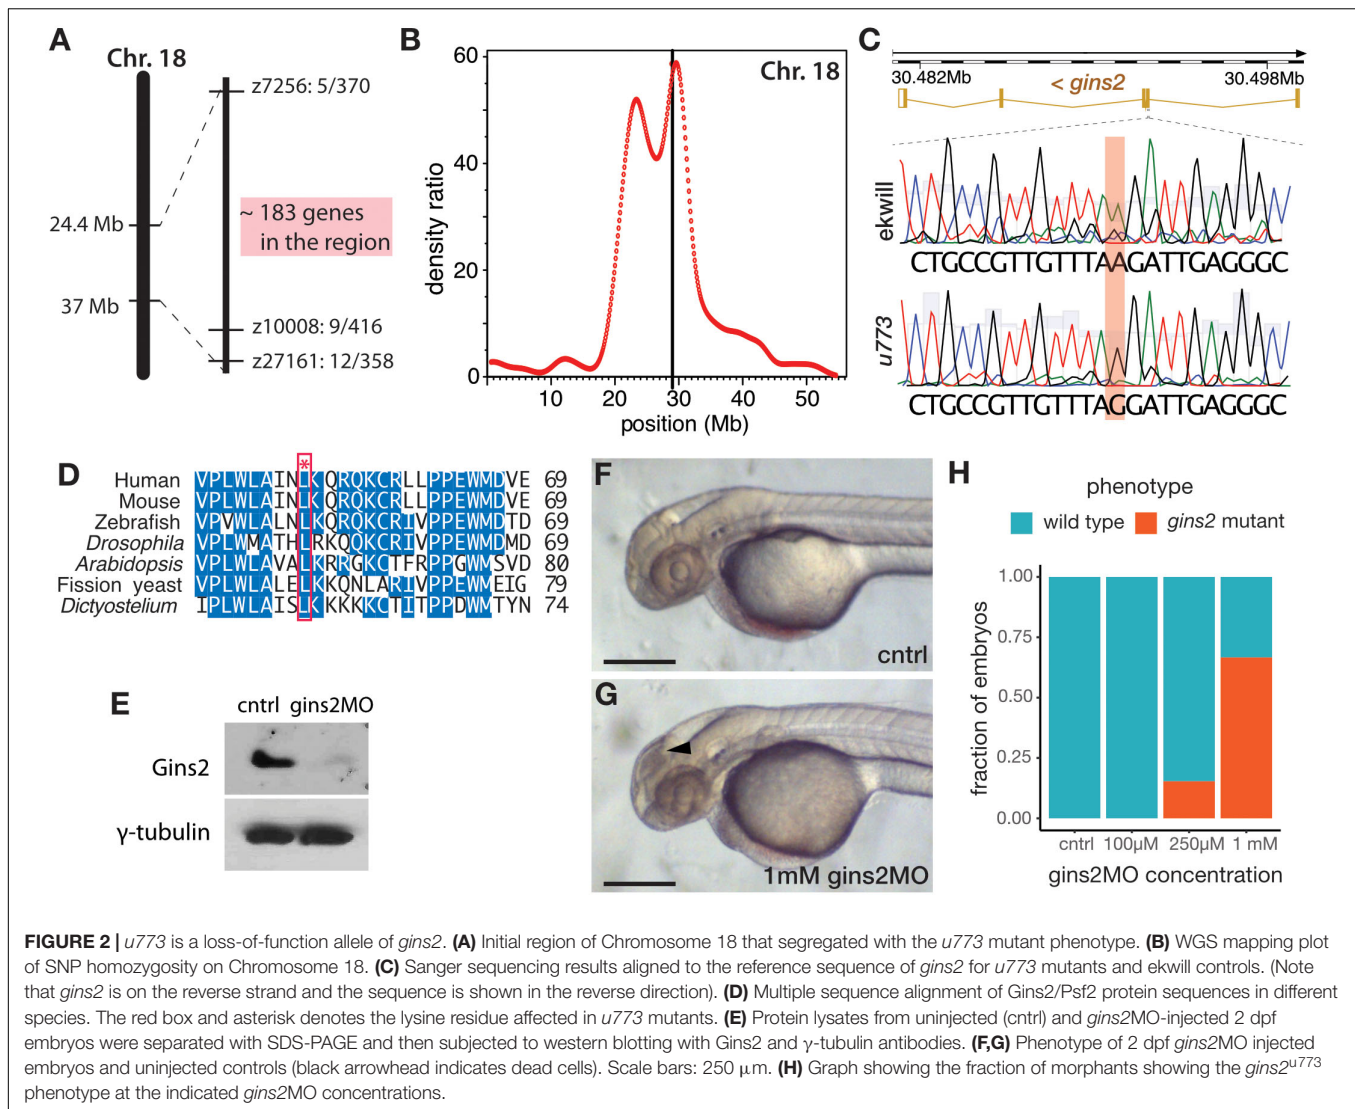 A
Chr. 18
z7256: 5/370
24.4 Mb
~ 183 genes
in the region
37 Mb
z10008: 9/416
z27161: 12/358
B
Chr. 18
density ratio
60
40
20
0
10
20
30
40
50
position (Mb)
C
30.482Mb
30.498Mb
< gins2
ekwill
CTGCCGTTGTTTAAGATTGAGGGC
u773
CTGCCGTTGTTTAGGATTGAGGGC
D
*
Human VPLWLAINLKQRQKCRLLPPEWMDVE 69
Mouse VPLWLAINLKQRQKCRLLPPEWMDVE 69
Zebrafish VPVWLALNLKQRQKCRIVPPEWMDTD 69
Drosophila VPLWMATHLRKQQKCRIVPPEWMDMD 69
Arabidopsis VPLWLAVALKRRGKCTFRPPGWMSVD 80
Fission yeast VPLWLALELKKQNLARIVPPEWMEIG 79
Dictyostelium IPLWLAISLKKKKKCTITPPDWMTYN 74
E
cntrl gins2MO
Gins2
γ-tubulin
F
cntrl
G
1mM gins2MO
H
phenotype
wild type gins2 mutant
fraction of embryos
1.00
0.75
0.50
0.25
0.00
cntrl 100µM 250µM 1 mM
gins2MO concentration
FIGURE 2 | u773 is a loss-of-function allele of gins2. (A) Initial region of Chromosome 18 that segregated with the u773 mutant phenotype. (B) WGS mapping plot
of SNP homozygosity on Chromosome 18. (C) Sanger sequencing results aligned to the reference sequence of gins2 for u773 mutants and ekwill controls. (Note
that gins2 is on the reverse strand and the sequence is shown in the reverse direction). (D) Multiple sequence alignment of Gins2/Psf2 protein sequences in different
species. The red box and asterisk denotes the lysine residue affected in u773 mutants. (E) Protein lysates from uninjected (cntrl) and gins2MO-injected 2 dpf
embryos were separated with SDS-PAGE and then subjected to western blotting with Gins2 and γ-tubulin antibodies. (F,G) Phenotype of 2 dpf gins2MO injected
embryos and uninjected controls (black arrowhead indicates dead cells). Scale bars: 250 µm. (H) Graph showing the fraction of morphants showing the gins2u773
phenotype at the indicated gins2MO concentrations.